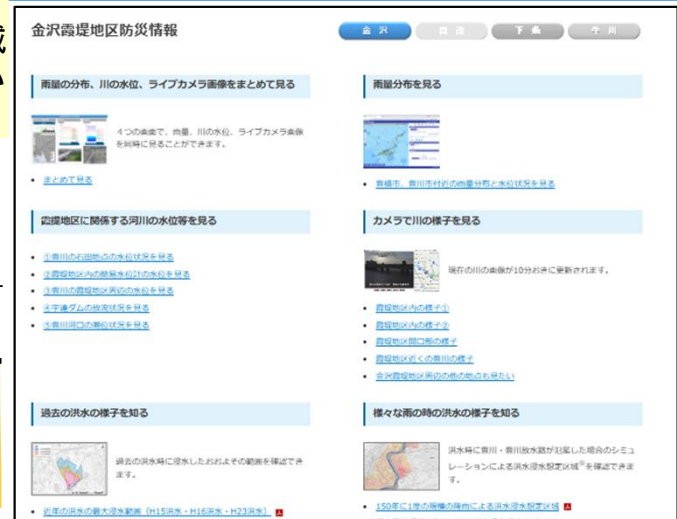 金沢霞堤地区防災情報
金 沢
下 条
牛 川
雨量の分布、川の水位、ライブカメラ画像をまとめて見る
４つの画面で、雨量、川の水位、ライブカメラ画像
を同時に見ることができます。
まとめて見る
雨量分布を見る
豊橋市、豊川市付近の雨量分布と水位状況を見る
霞堤地区に関係する河川の水位等を見る
①豊川の石田地点の水位状況を見る
②霞堤地区内の簡易水位計の水位を見る
③豊川の霞堤地区周辺の水位を見る
④宇連ダムの放流状況を見る
⑤豊川河口の潮位状況を見る
カメラで川の様子を見る
現在の川の画像が10分おきに更新されます。
霞堤地区内の様子①
霞堤地区内の様子②
霞堤地区開口部の様子
霞堤地区近くの豊川の様子
金沢霞堤地区周辺の他の地点も見たい
過去の洪水の様子を知る
過去の洪水時に浸水したおおよその範囲を確認でき
ます。
近年の洪水の最大浸水範囲（H15洪水・H16洪水・H23洪水）
様々な雨の時の洪水の様子を知る
洪水時に豊川・豊川放水路が氾濫した場合のシミュ
レーションによる洪水浸水想定区域※を確認できま
す。
150年に1度の規模の降雨による洪水浸水想定区域